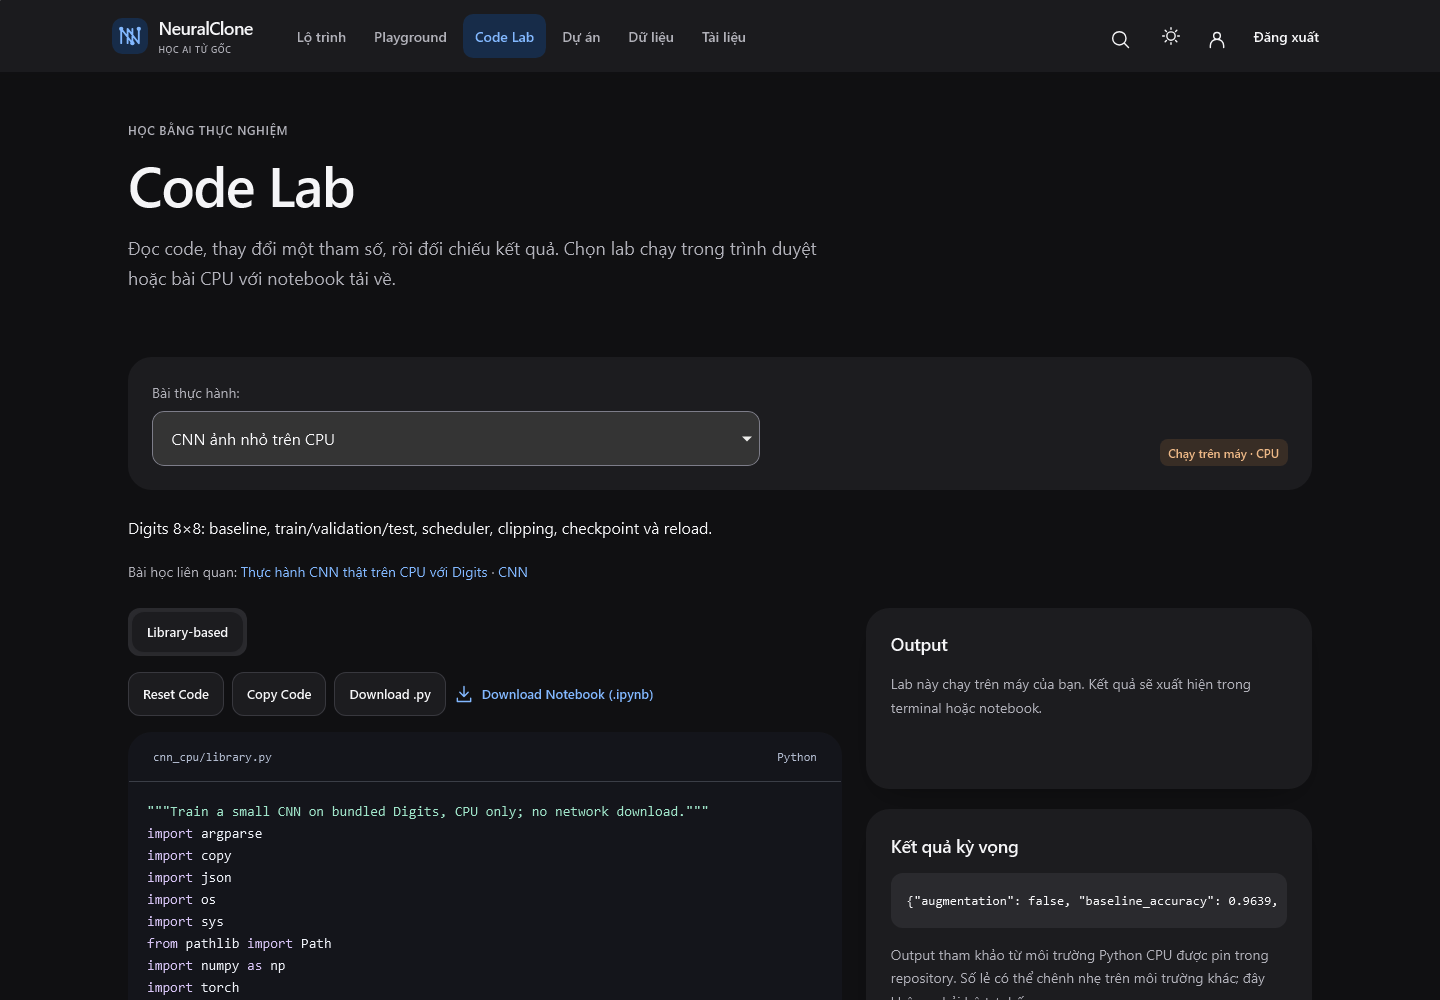 NeuralClone
HỌC AI TỪ GỐC
Lộ trình
Playground
Code Lab
Dự án
Dữ liệu
Tài liệu
Đăng xuất
HỌC BẰNG THỰC NGHIỆM
Code Lab
Đọc code, thay đổi một tham số, rồi đối chiếu kết quả. Chọn lab chạy trong trình duyệt
hoặc bài CPU với notebook tải về.
Bài thực hành:
CNN ảnh nhỏ trên CPU
Chạy trên máy · CPU
Digits 8×8: baseline, train/validation/test, scheduler, clipping, checkpoint và reload.
Bài học liên quan: Thực hành CNN thật trên CPU với Digits · CNN
Library-based
Reset Code
Copy Code
Download .py
Download Notebook (.ipynb)
cnn_cpu/library.py
Python
"""Train a small CNN on bundled Digits, CPU only; no network download."""
import argparse
import copy
import json
import os
import sys
from pathlib import Path
import numpy as np
import torch
Output
Lab này chạy trên máy của bạn. Kết quả sẽ xuất hiện trong
terminal hoặc notebook.
Kết quả kỳ vọng
{"augmentation": false, "baseline_accuracy": 0.9639,
Output tham khảo từ môi trường Python CPU được pin trong
repository. Số lẻ có thể chênh nhẹ trên môi trường khác; đây